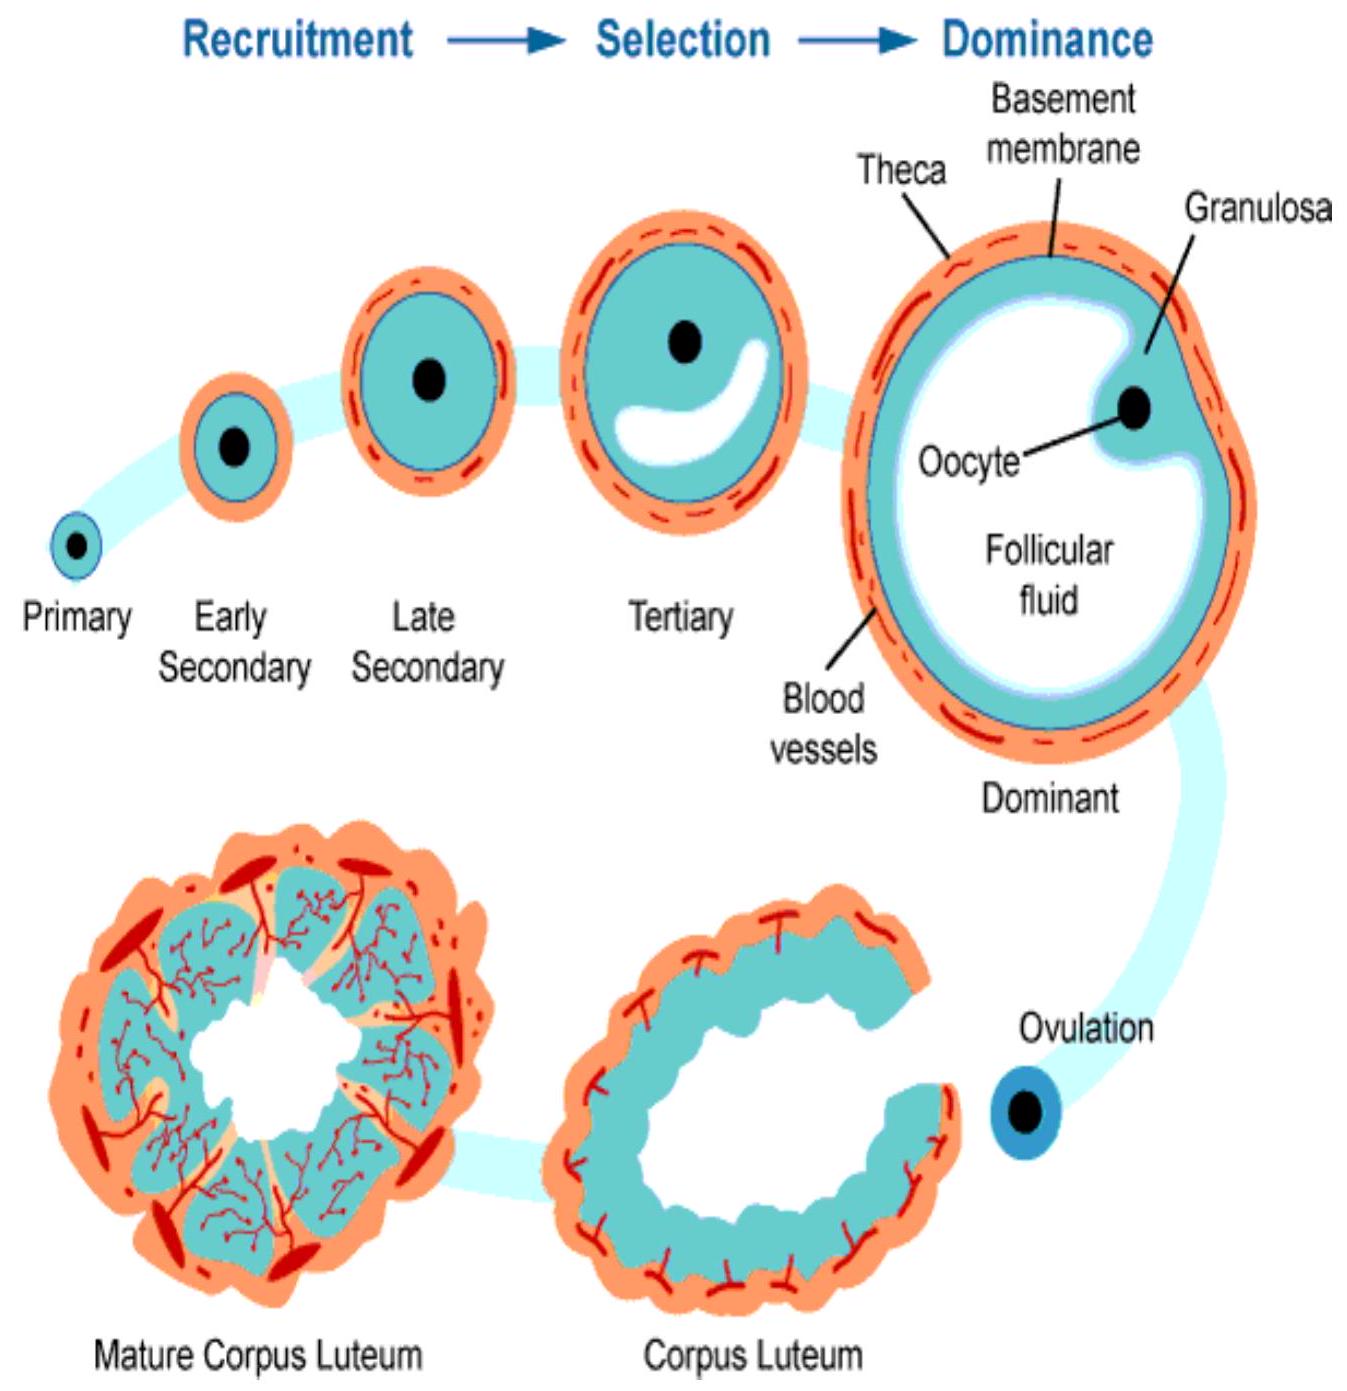 Recruitment Selection Dominance
Basement
membrane
Theca
Granulosa
Oocyte
Follicular
fluid
Primary
Early
Secondary
Late
Secondary
Tertiary
Blood
vessels
Dominant
Ovulation
Mature Corpus Luteum
Corpus Luteum